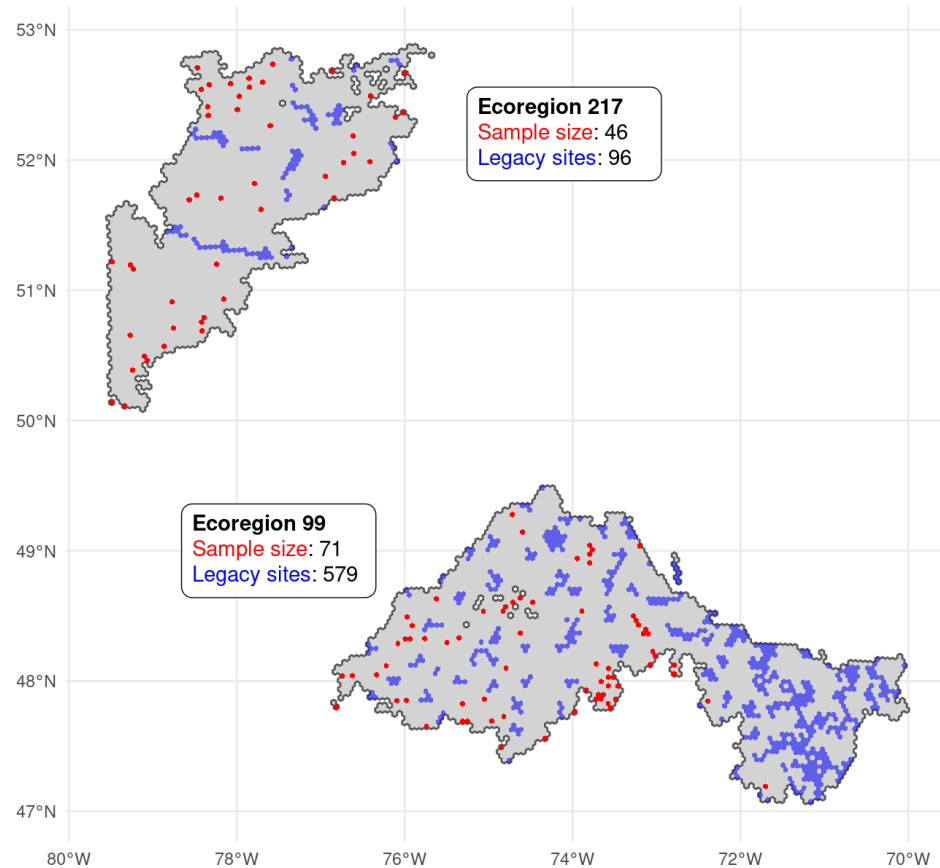 53°N
Ecoregion 217
Sample size: 46
Legacy sites: 96
52°N
51°N
50°N
Ecoregion 99
Sample size: 71
Legacy sites: 579
49°N
48°N
47°N
80°W 78°W 76°W 74°W 72°W 70°W